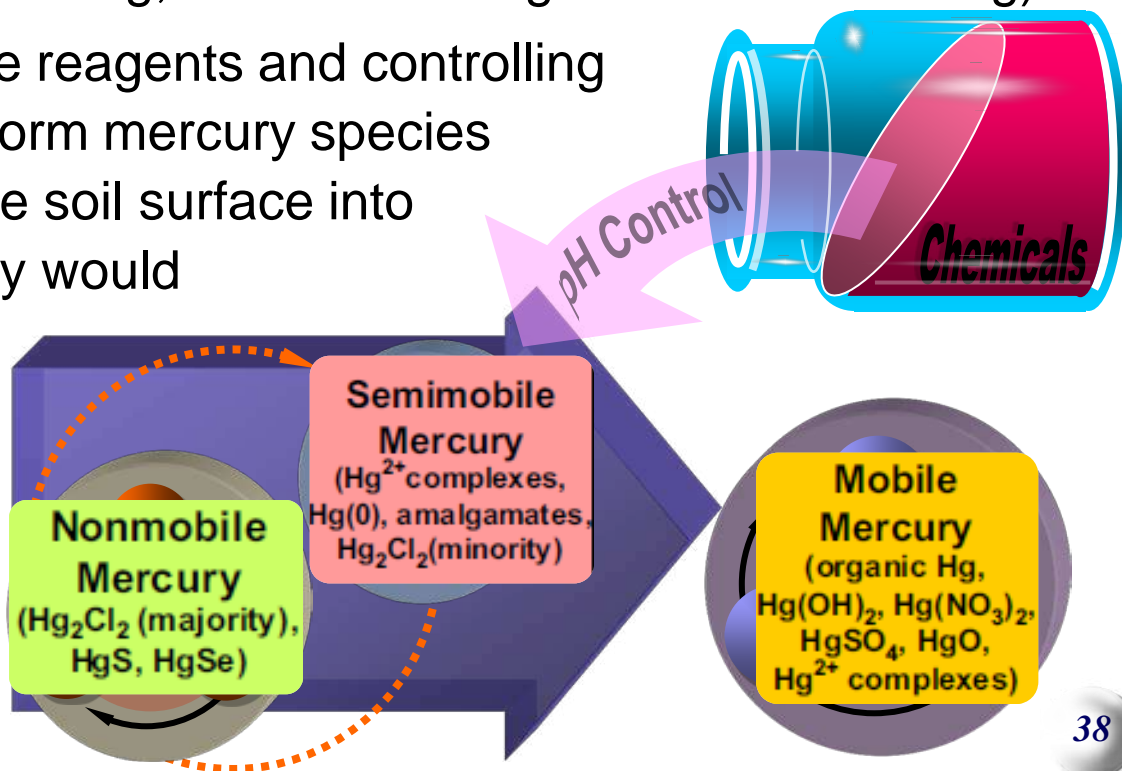 e reagents and controlling
orm mercury species
e soil surface into
y would
pH Control
Chemicals
Semimobile
Mercury
(Hg²⁺complexes,
Hg(0), amalgamates,
Hg₂Cl₂(minority)
Nonmobile
Mercury
(Hg₂Cl₂ (majority),
HgS, HgSe)
Mobile
Mercury
(organic Hg,
Hg(OH)₂, Hg(NO₃)₂,
HgSO₄, HgO,
Hg²⁺ complexes)
38